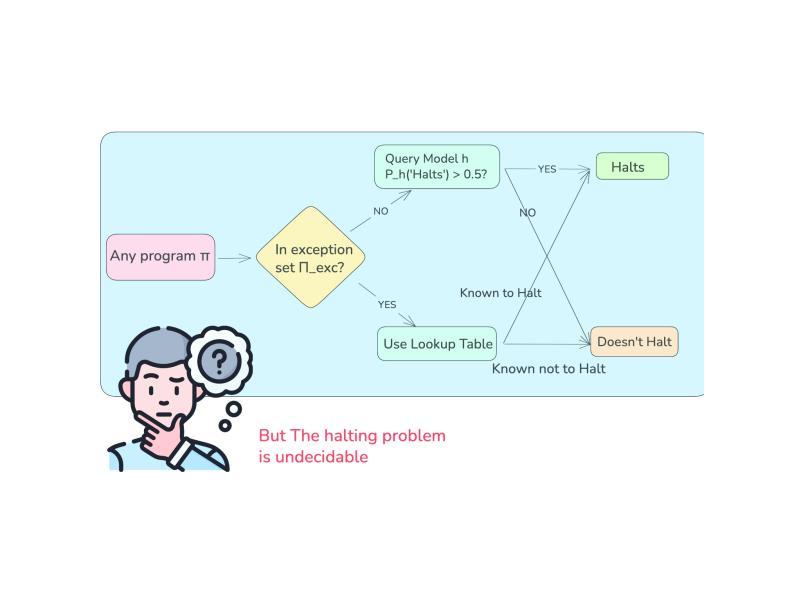 Query Model h
P_h('Halts') > 0.5?
YES
Halts
NO
NO
In exception
set Π_exc?
Any program π
Known to Halt
YES
Use Lookup Table
Doesn't Halt
Known not to Halt
?
But The halting problem
is undecidable